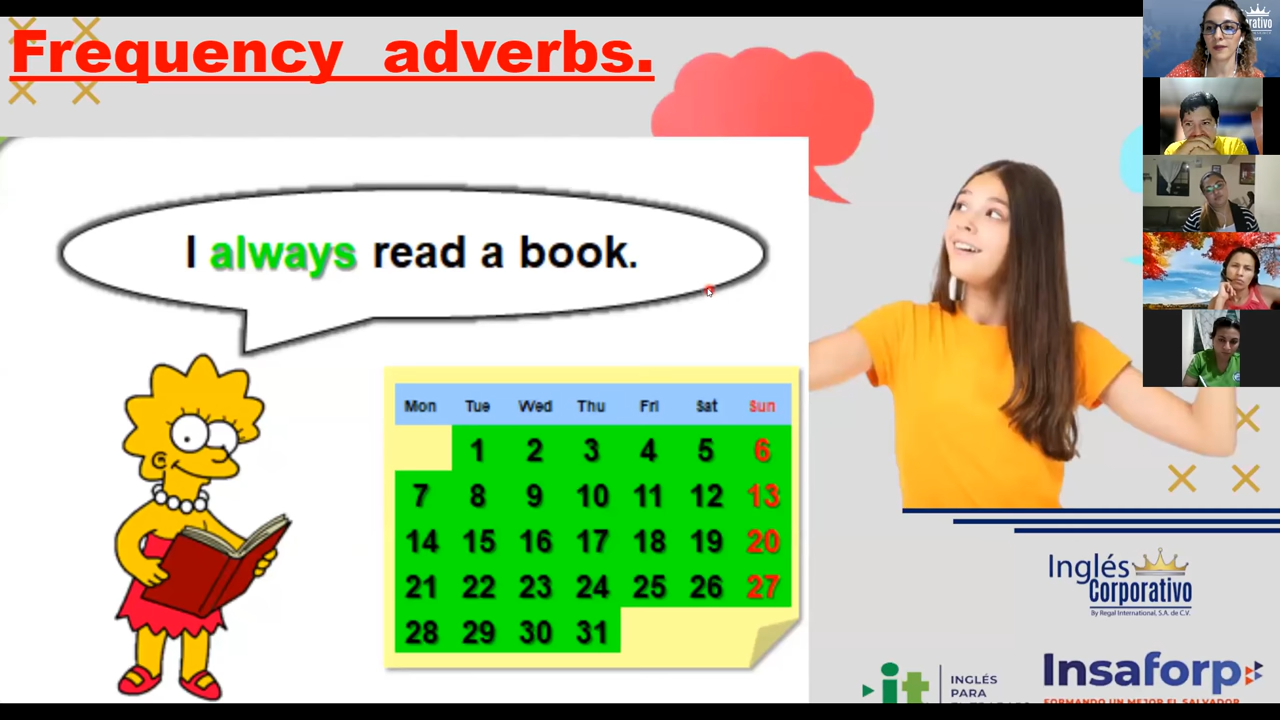 Frequency adverbs.
I always read a book.
Mon Tue Wed Thu Fri Sat Sun
1 2 3 4 5 6
7 8 9 10 11 12 13
14 15 16 17 18 19 20
21 22 23 24 25 26 27
28 29 30 31
Inglés
Corporativo
By Regal International, S.A. de C.V.
it
INGLÉS
PARA
Insaforp
FORMANDO UN MEJOR EL SALVADOR